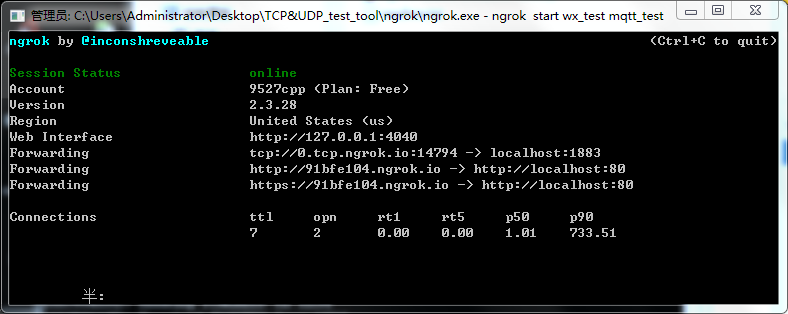 管理员: C:\Users\Administrator\Desktop\TCP&UDP_test_tool\ngrok\ngrok.exe - ngrok  start wx_test mqtt_test
ngrok by @inconshreveable (Ctrl+C to quit)
Session Status online
Account 9527cpp (Plan: Free)
Version 2.3.28
Region United States (us)
Web Interface http://127.0.0.1:4040
Forwarding tcp://0.tcp.ngrok.io:14794 -> localhost:1883
Forwarding http://91bfe104.ngrok.io -> http://localhost:80
Forwarding https://91bfe104.ngrok.io -> http://localhost:80
Connections ttl opn rt1 rt5 p50 p90
7 2 0.00 0.00 1.01 733.51
半: